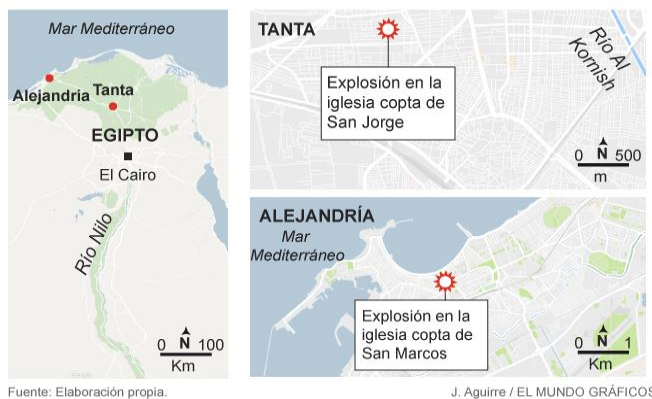 Mar Mediterráneo
Alejandría
Tanta
EGIPTO
El Cairo
Río Nilo
N
0 100
Km
TANTA
Explosión en la
iglesia copta de
San Jorge
Río Al
Kornish
N
0 500
m
ALEJANDRÍA
Mar
Mediterráneo
Explosión en la
iglesia copta de
San Marcos
N
0 1
Km
Fuente: Elaboración propia.
J. Aguirre / EL MUNDO GRÁFICOS